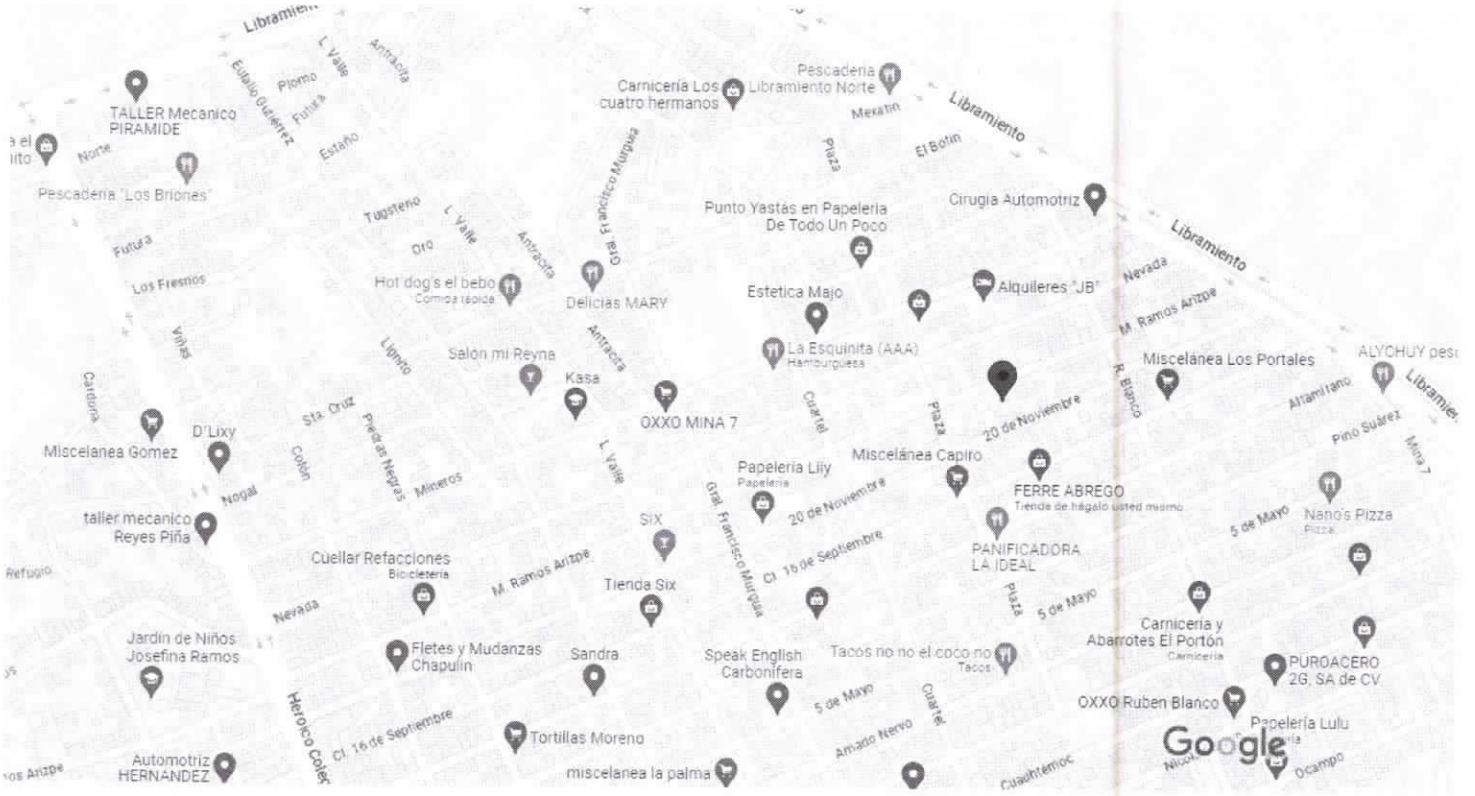 Libramiento
L. Valle
Antracita
Plomo
Eulalio Gutiérrez
Futura
Estaño
TALLER Mecanico
PIRAMIDE
Norte
Pescaderia "Los Briones"
Carnicería Los
cuatro hermanos
Pescaderia
Libramiento Norte
Mexatin
Libramiento
El Botin
Plaza
Gral. Francisco Murguia
Cirugia Automotriz
Punto Yastás en Papeleria
De Todo Un Poco
Tugsteno
L. Valle
Oro
Antracita
Futura
Los Fresnos
Hot dog's el bebo
Comida rápida
Delicias MARY
Libramiento
Nevada
M. Ramos Arizpe
Alquileres "JB"
Estetica Majo
La Esquinita (AAA)
Hamburguesa
Viñas
Lignito
Antracita
Salón mi Reyna
Kasa
OXXO MINA 7
Cardona
Sta. Cruz
Piedras Negras
Colón
Mineros
Miscelanea Gomez
D'Lixy
Nogal
Cuartel
Plaza
20 de Noviembre
R. Blanco
Miscelánea Los Portales
ALYCHUY pesc
Altamirano
Pino Suárez
Mina 7
L. Valle
Papeleria Lily
Papelería
Miscelánea Capiro
FERRE ABREGO
Tienda de hágalo usted mismo
20 de Noviembre
Gral. Francisco Murguia
Cl. 16 de Septiembre
PANIFICADORA
LA IDEAL
5 de Mayo
Nano's Pizza
Pizza
taller mecanico
Reyes Piña
SIX
Refugio
Cuellar Refacciones
Bicicletería
M. Ramos Arizpe
Tienda Six
Nevada
Plaza
5 de Mayo
Carniceria y
Abarrotes El Portón
Carnicería
Jardín de Niños
Josefina Ramos
Fletes y Mudanzas
Chapulin
Sandra
Speak English
Carbonífera
Tacos no no el coco no
Tacos
PUROACERO
2G, SA de CV.
5 de Mayo
Cuartel
OXXO Ruben Blanco
Papelería Lulu
Cl. 16 de Septiembre
Tortillas Moreno
Amado Nervo
Google
Automotriz
HERNANDEZ
miscelanea la palma
Cuauhtémoc
Ocampo